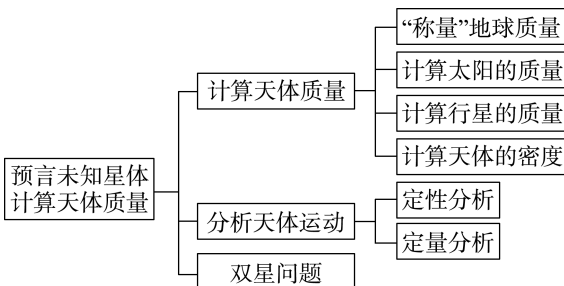 预言未知星体
计算天体质量
计算天体质量
“称量”地球质量
计算太阳的质量
计算行星的质量
计算天体的密度
分析天体运动
定性分析
定量分析
双星问题